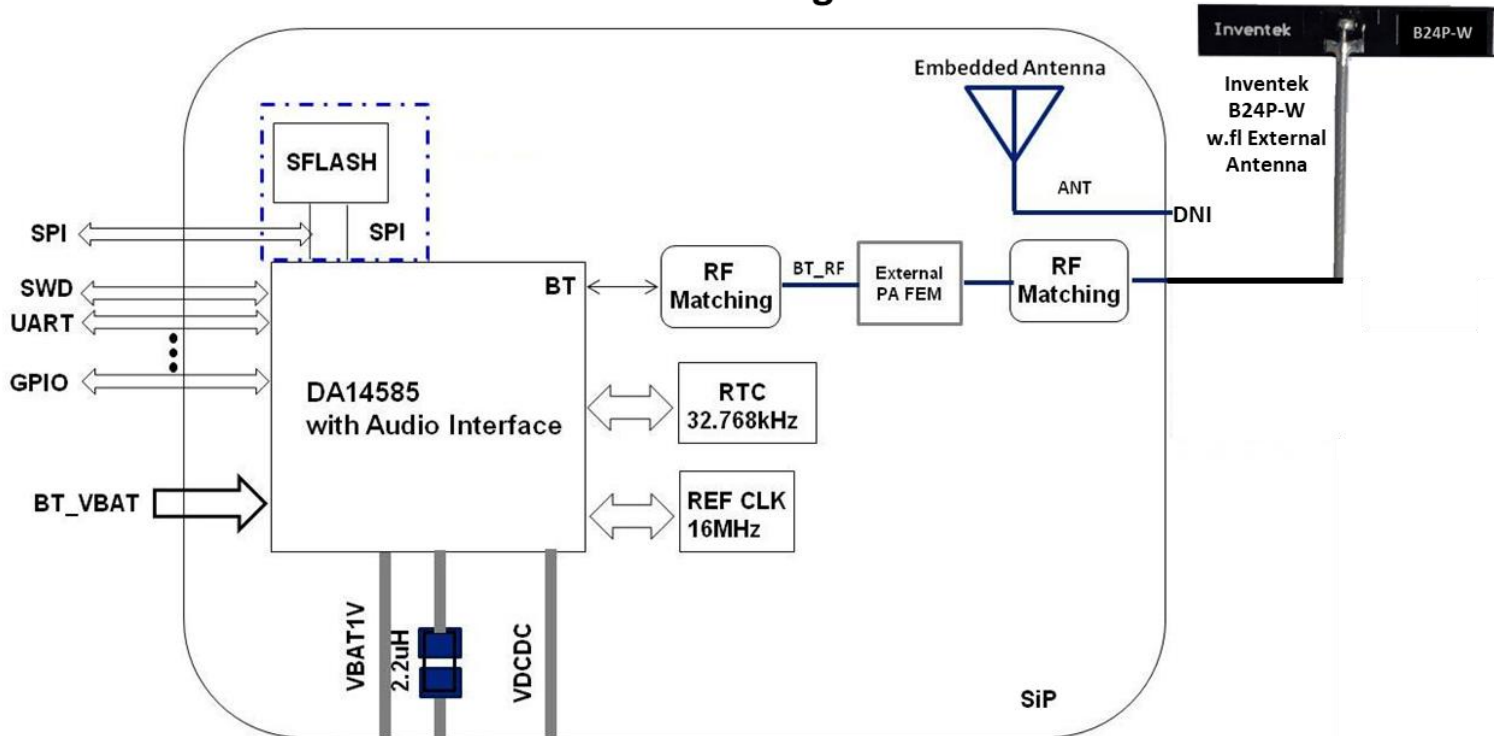 Inventek
B24P-W
Embedded Antenna
Inventek
B24P-W
w.fl External
Antenna
SFLASH
ANT
DNI
SPI
SPI
BT
RF
Matching
BT_RF
External
PA FEM
RF
Matching
SWD
UART
GPIO
DA14585
with Audio Interface
RTC
32.768kHz
BT_VBAT
REF CLK
16MHz
VBAT1V
2.2uH
VDCDC
SiP